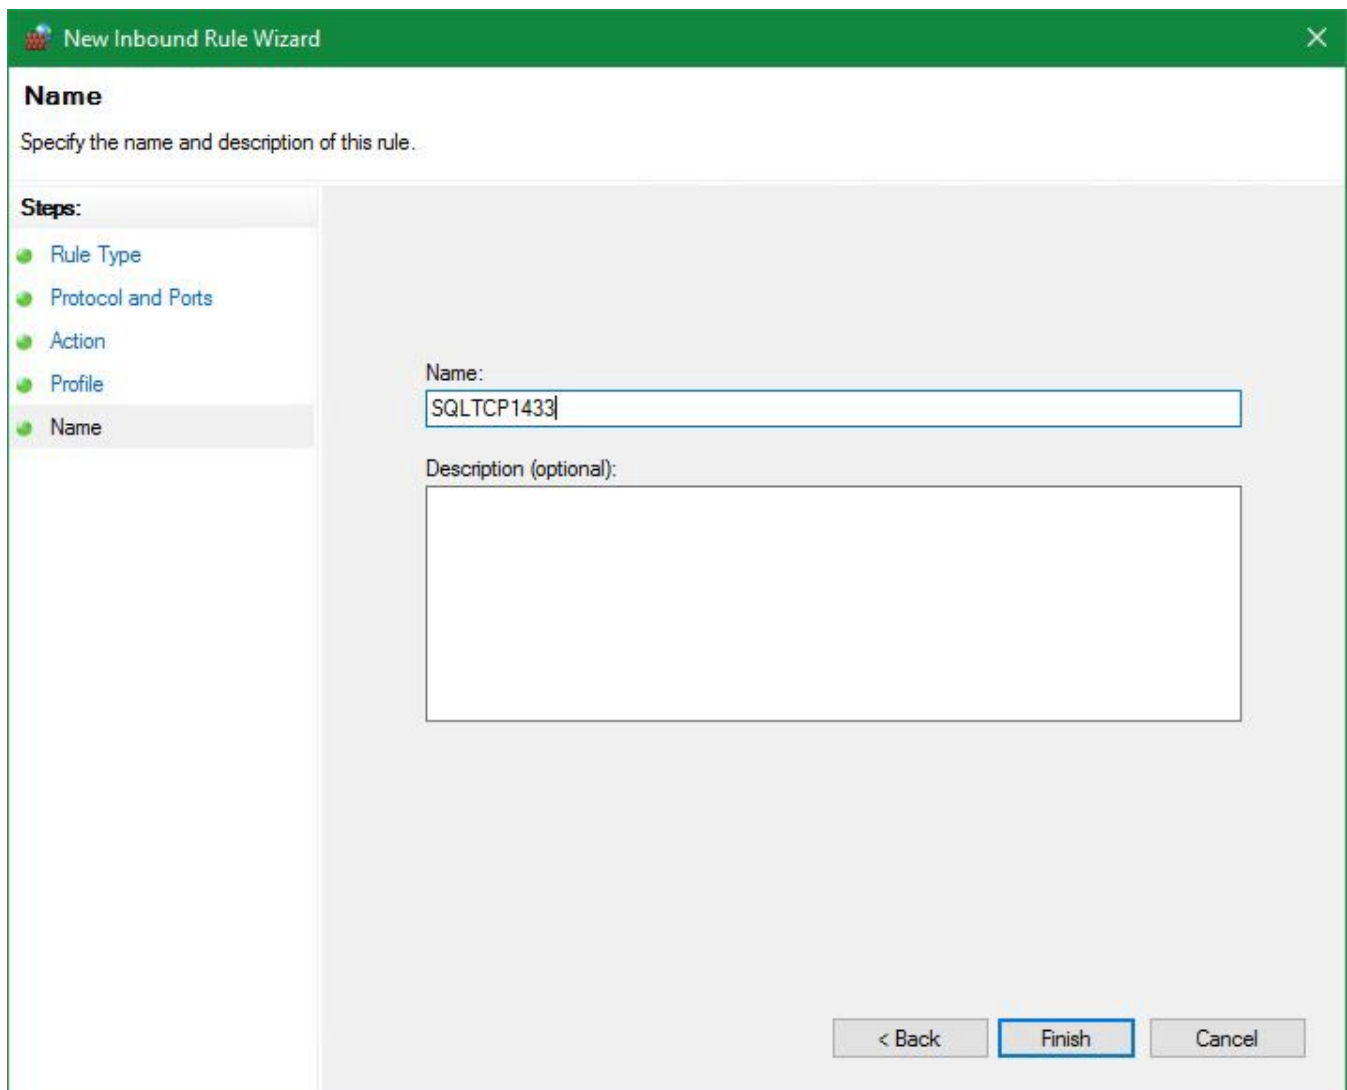 New Inbound Rule Wizard
Name
Specify the name and description of this rule.
Steps:
Rule Type
Protocol and Ports
Action
Profile
Name
Name:
SQLTCP1433
Description (optional):
< Back
Finish
Cancel